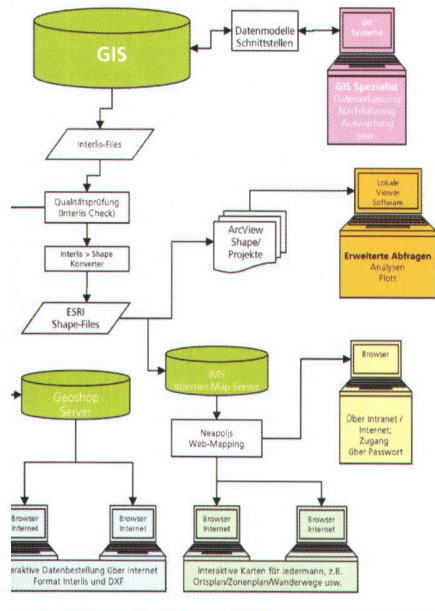 GIS
Datenmodelle
Schnittstellen
GIS
Systeme
GIS Spezialist
Datenerfassung
Nachführung
Auswertung
usw.
Interlis-Files
Qualitätsprüfung
(Interlis Check)
Interlis > Shape
Konverter
ArcView
Shape/
Projekte
Lokale
Viewer
Software
Erweiterte Abfragen
Analysen
Plots
ESRI
Shape-Files
IMS
Internet Map Server
Browser
Geoshop
Server
Neapoljs
Web-Mapping
Über Intranet /
Internet;
Zugang
über Passwort
Browser
Internet
Browser
Internet
Browser
Internet
Browser
Internet
eraktive Datenbestellung über Internet
Format Interlis und DXF
Interaktive Karten für Jedermann, z.B.
Ortsplan/Zonenplan/Wanderwege usw.